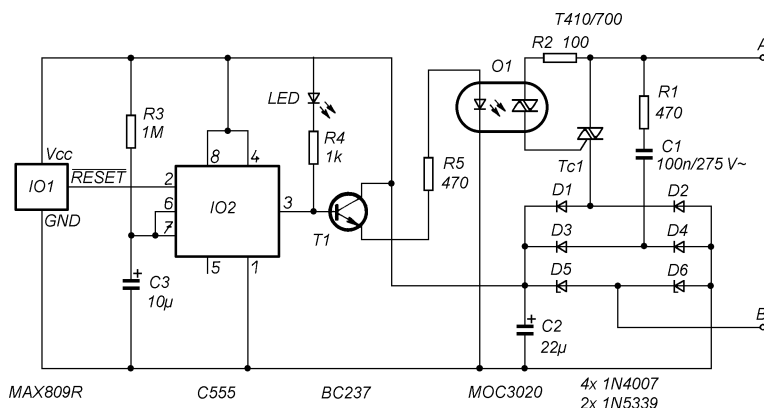 T410/700
R2 100
A
O1
LED
R3
1M
R4
1k
R1
470
C1
100n/275 V~
Vcc
RESET
IO1
GND
8
4
2
6
7
IO2
3
5
1
R5
470
Tc1
T1
D1
D2
D3
D4
D5
D6
C3
10µ
+
C2
22µ
+
B
MAX809R
C555
BC237
MOC3020
4x 1N4007
2x 1N5339